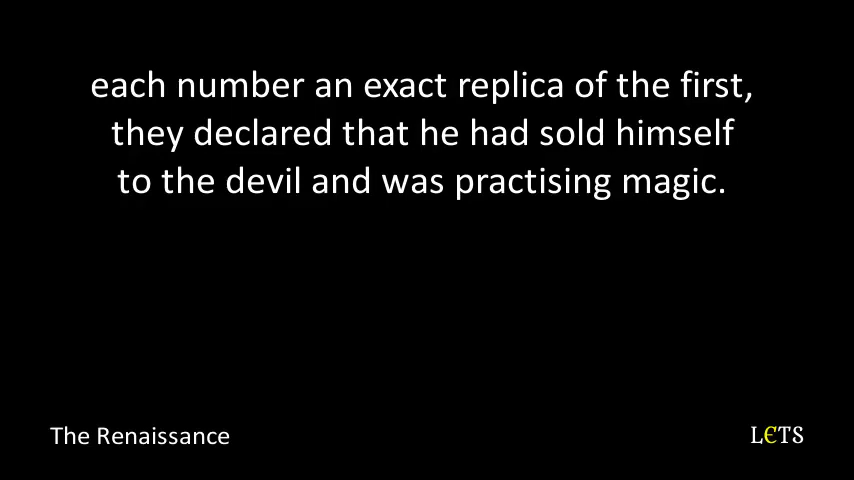 each number an exact replica of the first,
they declared that he had sold himself
to the devil and was practising magic.
The Renaissance
LЄTS